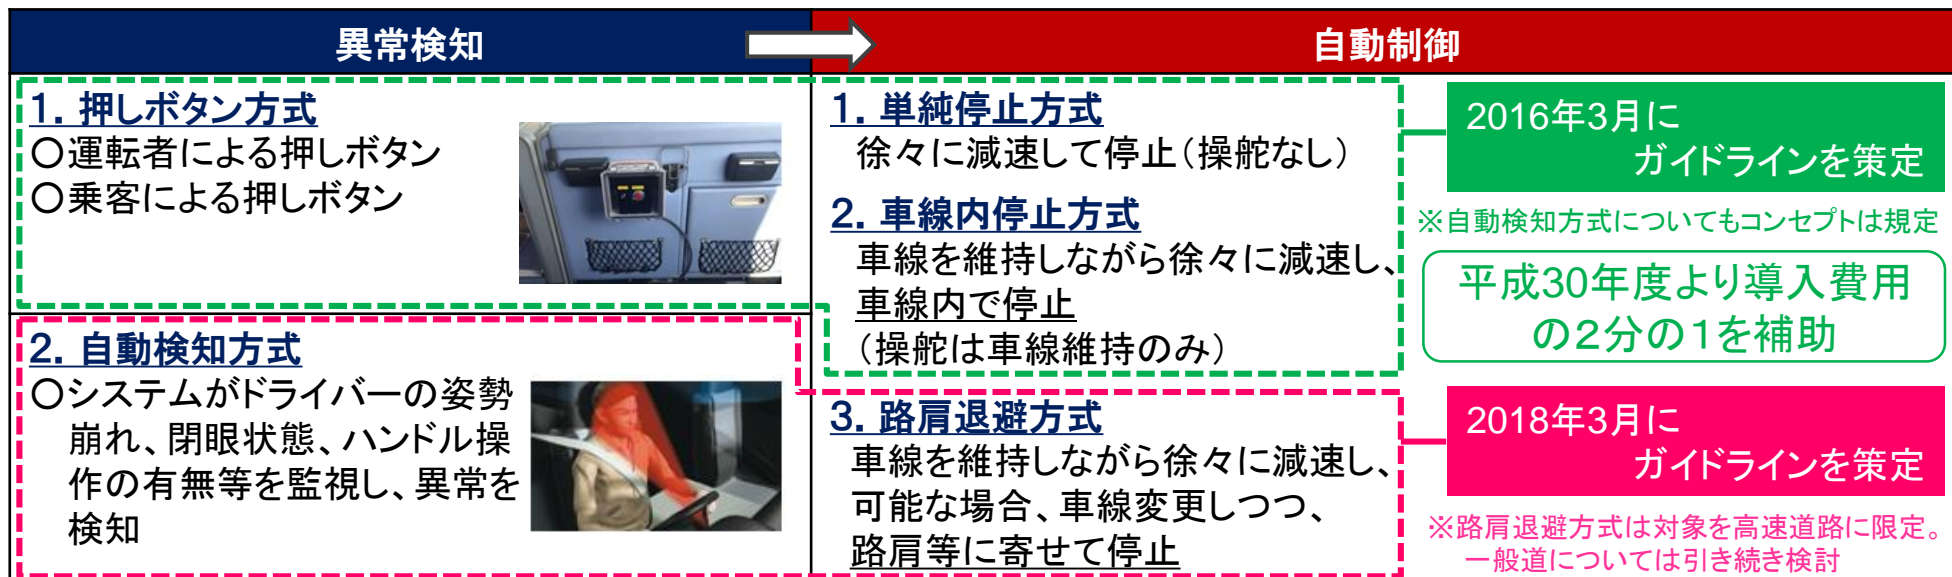 異常検知
自動制御
1. 押しボタン方式
○運転者による押しボタン
○乗客による押しボタン
2. 自動検知方式
○システムがドライバーの姿勢
崩れ、閉眼状態、ハンドル操
作の有無等を監視し、異常を
検知
1. 単純停止方式
徐々に減速して停止(操舵なし)
2. 車線内停止方式
車線を維持しながら徐々に減速し、
車線内で停止
(操舵は車線維持のみ)
3. 路肩退避方式
車線を維持しながら徐々に減速し、
可能な場合、車線変更しつつ、
路肩等に寄せて停止
2016年3月に
ガイドラインを策定
※自動検知方式についてもコンセプトは規定
平成30年度より導入費用
の2分の1を補助
2018年3月に
ガイドラインを策定
※路肩退避方式は対象を高速道路に限定。
一般道については引き続き検討